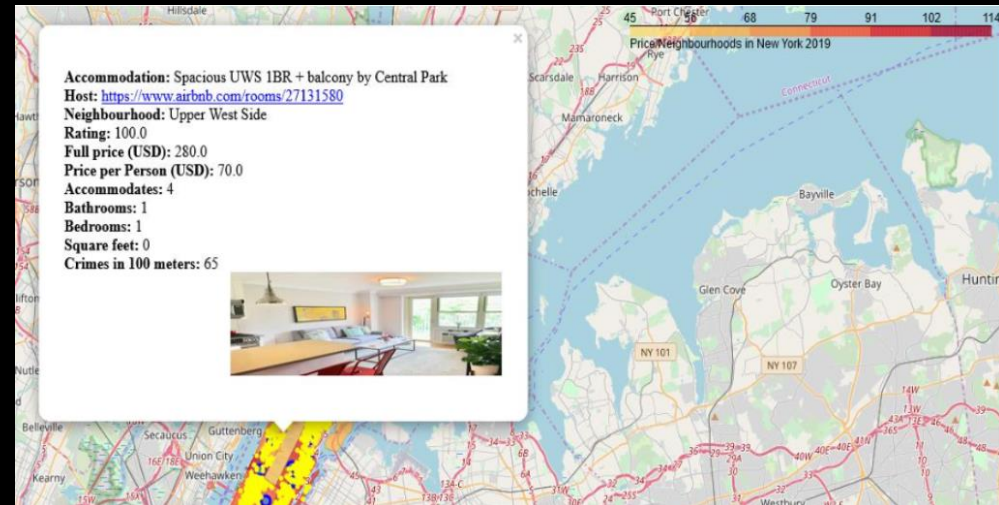 Accommodation: Spacious UWS 1BR + balcony by Central Park
Host: https://www.airbnb.com/rooms/27131580
Neighbourhood: Upper West Side
Rating: 100.0
Full price (USD): 280.0
Price per Person (USD): 70.0
Accommodates: 4
Bathrooms: 1
Bedrooms: 1
Square feet: 0
Crimes in 100 meters: 65
×
45 56 68 79 91 102 114
Price/Neighbourhoods in New York 2019
Hillsdale
Port Chester
Rye
Scarsdale
Harrison
Mamaroneck
Connecticut
Bayville
Glen Cove
Oyster Bay
NY 101
NY 107
Belleville
Secaucus
Guttenberg
Union City
Weehawken
Kearny
Westbury